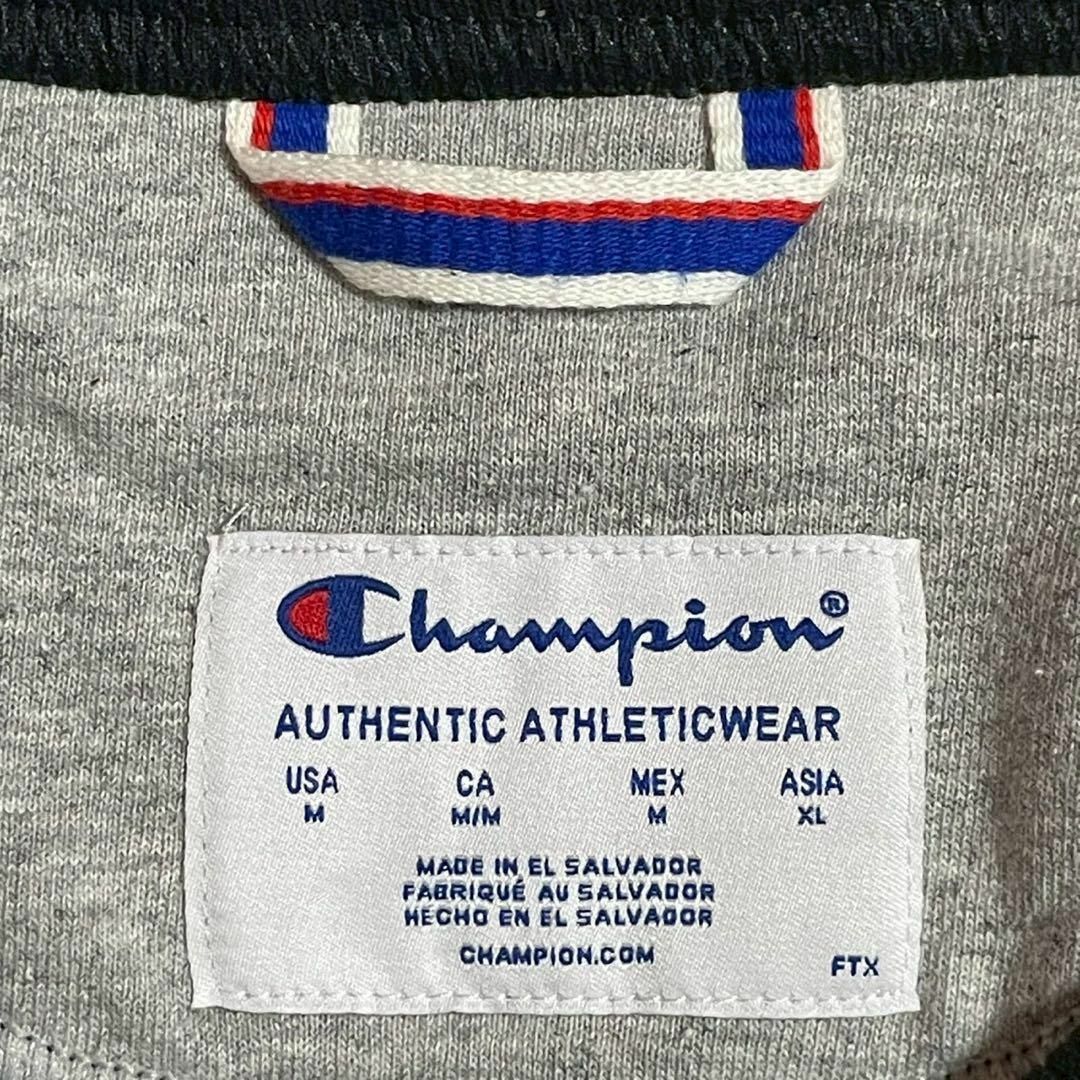 Champion®
AUTHENTIC ATHLETICWEAR
USA CA MEX ASIA
M M/M M XL
MADE IN EL SALVADOR
FABRIQUÉ AU SALVADOR
HECHO EN EL SALVADOR
CHAMPION.COM
FTX